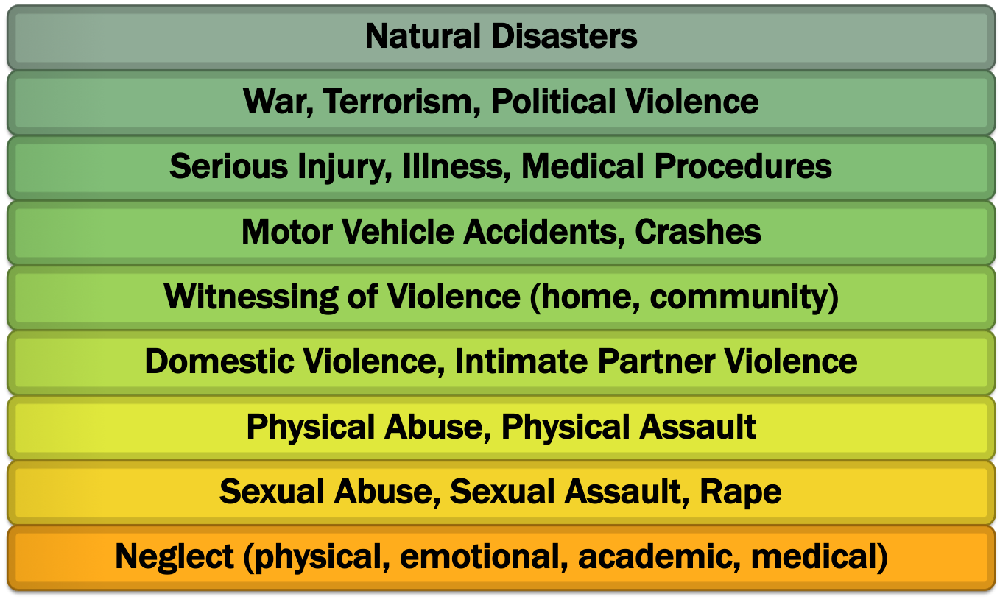 Natural Disasters
War, Terrorism, Political Violence
Serious Injury, Illness, Medical Procedures
Motor Vehicle Accidents, Crashes
Witnessing of Violence (home, community)
Domestic Violence, Intimate Partner Violence
Physical Abuse, Physical Assault
Sexual Abuse, Sexual Assault, Rape
Neglect (physical, emotional, academic, medical)